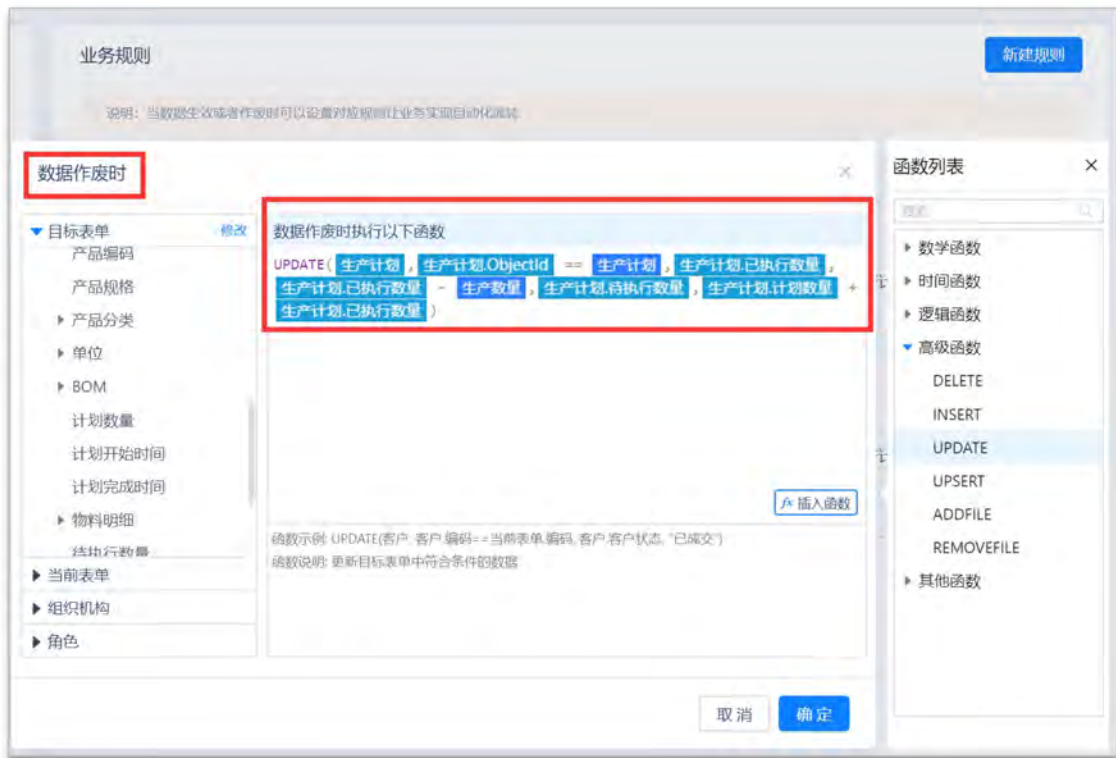 业务规则
新建规则
说明：当数据生效或者作废时可以设置对应规则让业务实现自动化流转
数据作废时
目标表单 修改
产品编码
产品规格
产品分类
单位
BOM
计划数量
计划开始时间
计划完成时间
物料明细
待执行数量
当前表单
组织机构
角色
数据作废时执行以下函数
UPDATE( 生产计划 , 生产计划.ObjectId == 生产计划 , 生产计划.已执行数量 ,
生产计划.已执行数量 - 生产数量 , 生产计划.待执行数量 , 生产计划.计划数量 +
生产计划.已执行数量 )
fx 插入函数
函数示例: UPDATE(客户, 客户.编码==当前表单.编码, 客户.客户状态, "已成交")
函数说明: 更新目标表单中符合条件的数据
取消 确定
函数列表
搜索
数学函数
时间函数
逻辑函数
高级函数
DELETE
INSERT
UPDATE
UPSERT
ADDFILE
REMOVEFILE
其他函数